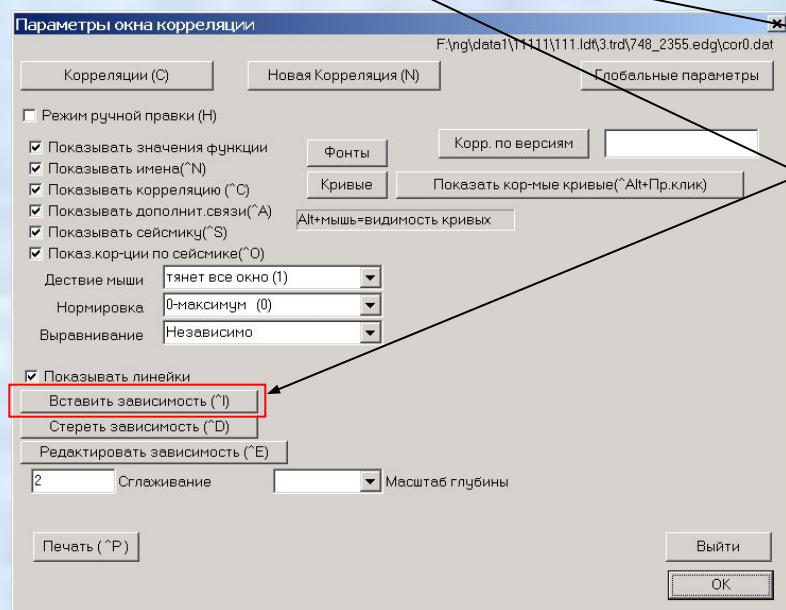 Параметры окна корреляции
F:\ng\data1\11111\111.ldt\3.trd\748_2355.edg\cor0.dat
Корреляции (C) Новая Корреляция (N) Глобальные параметры
Режим ручной правки (H)
Показывать значения функции
Показывать имена(^N)
Показывать корреляцию (^C)
Показывать дополнит.связи(^A)
Показывать сейсмику(^S)
Показ.кор-ции по сейсмике(^O)
Фонты
Корр. по версиям
Кривые
Показать кор-мые кривые(^Alt+Пр.клик)
Alt+мышь=видимость кривых
Дествие мыши тянет все окно (1)
Нормировка 0-максимум (0)
Выравнивание Независимо
Показывать линейки
Вставить зависимость (^I)
Стереть зависимость (^D)
Редактировать зависимость (^E)
2 Сглаживание Масштаб глубины
Печать (^P)
Выйти
OK